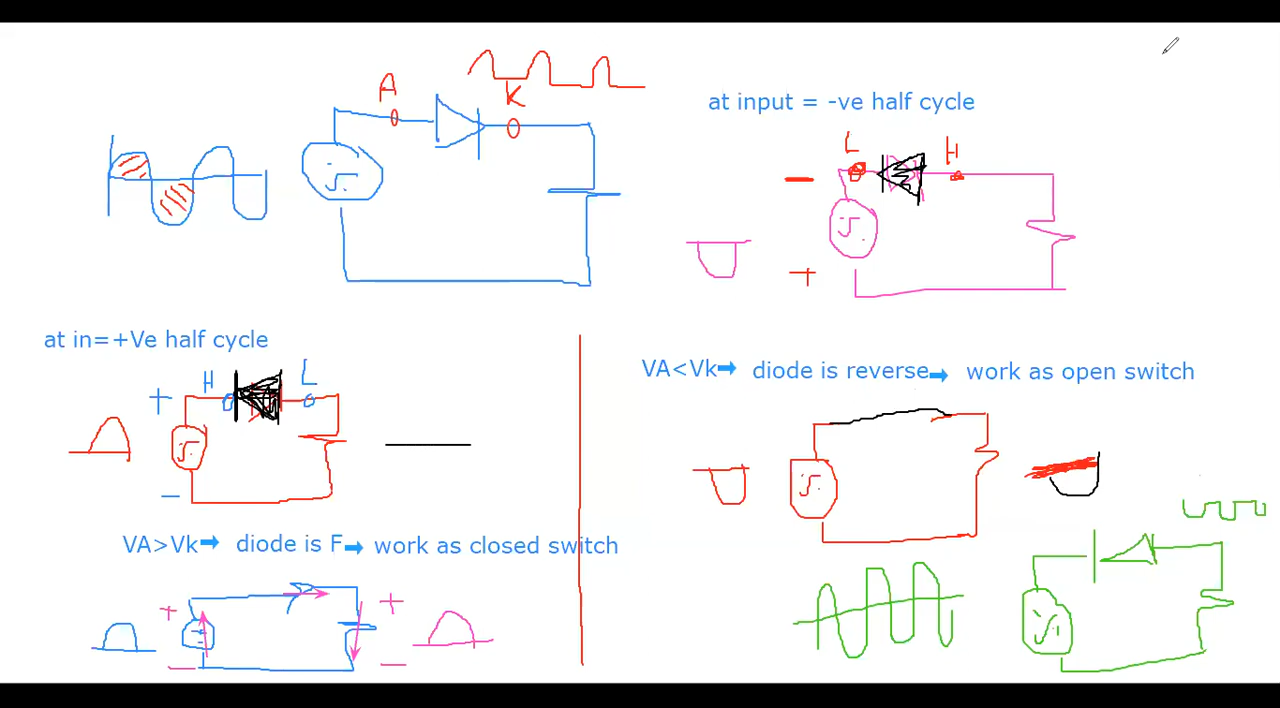 A
K
at input = -ve half cycle
L
H
-
+
at in=+Ve half cycle
+
H
L
-
VA<Vk➡ diode is reverse➡ work as open switch
VA>Vk➡ diode is F➡ work as closed switch
+
+
-
-